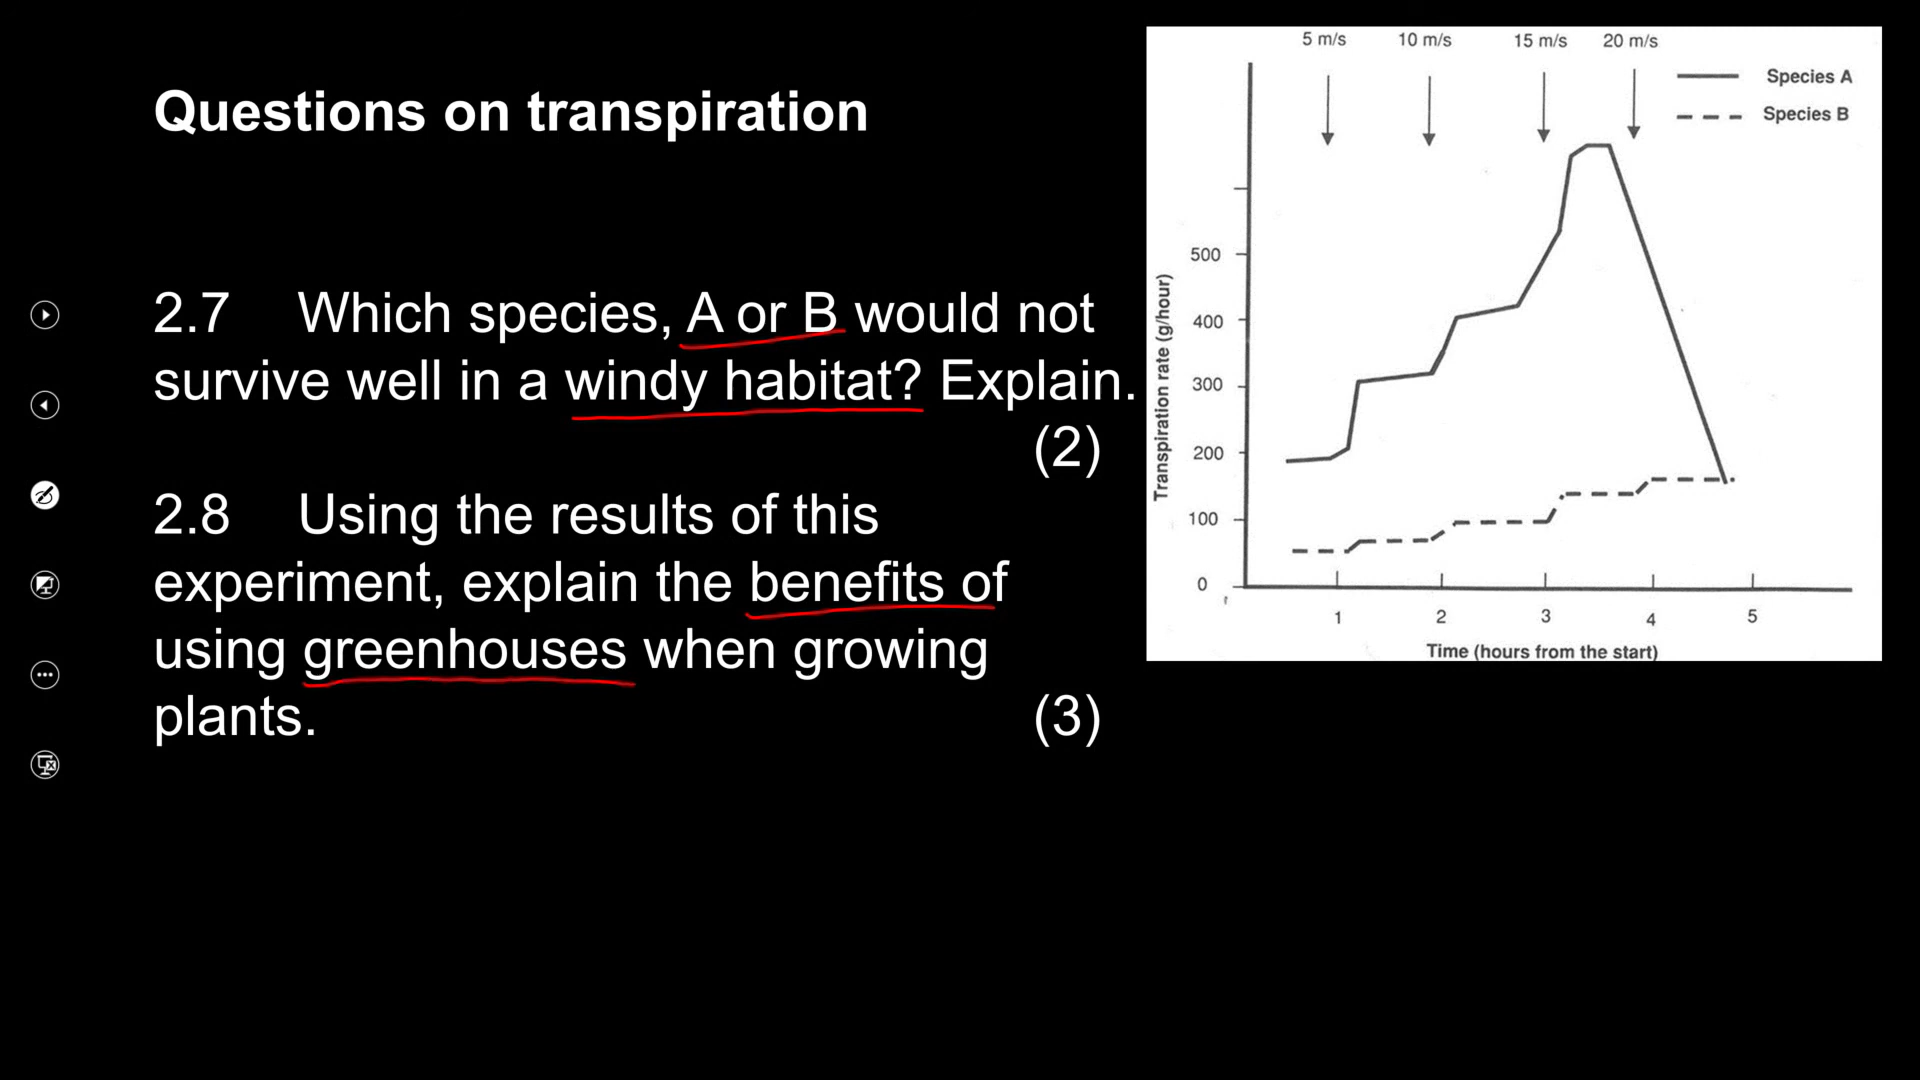 Questions on transpiration
2.7 Which species, A or B would not
survive well in a windy habitat? Explain.
(2)
2.8 Using the results of this
experiment, explain the benefits of
using greenhouses when growing
plants. (3)
5 m/s 10 m/s 15 m/s 20 m/s
Species A
Species B
Transpiration rate (g/hour)
500
400
300
200
100
0
1 2 3 4 5
Time (hours from the start)